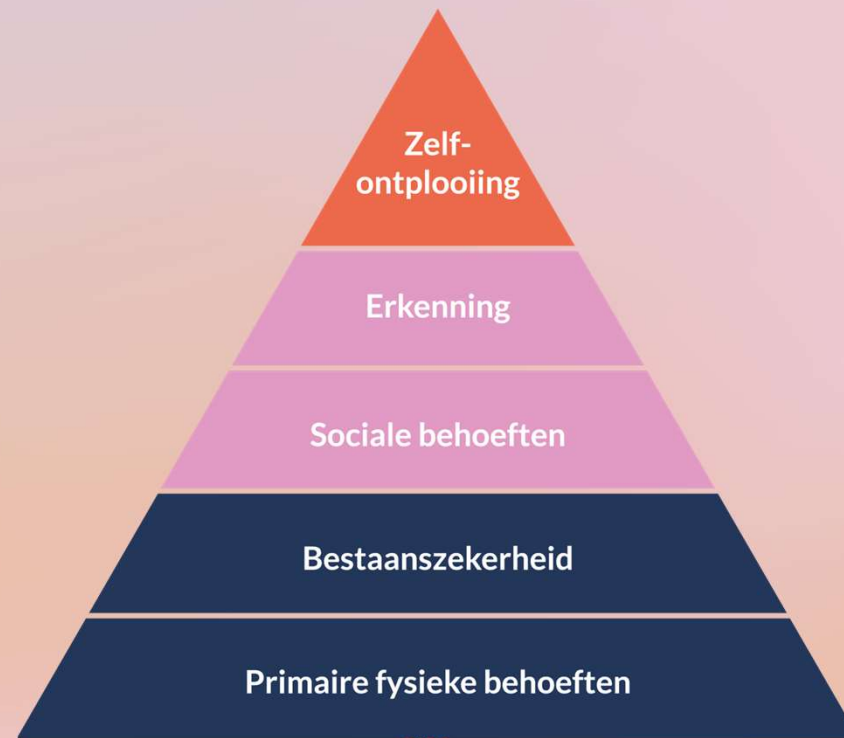 Zelf-
ontplooiing
Erkenning
Sociale behoeften
Bestaanszekerheid
Primaire fysieke behoeften